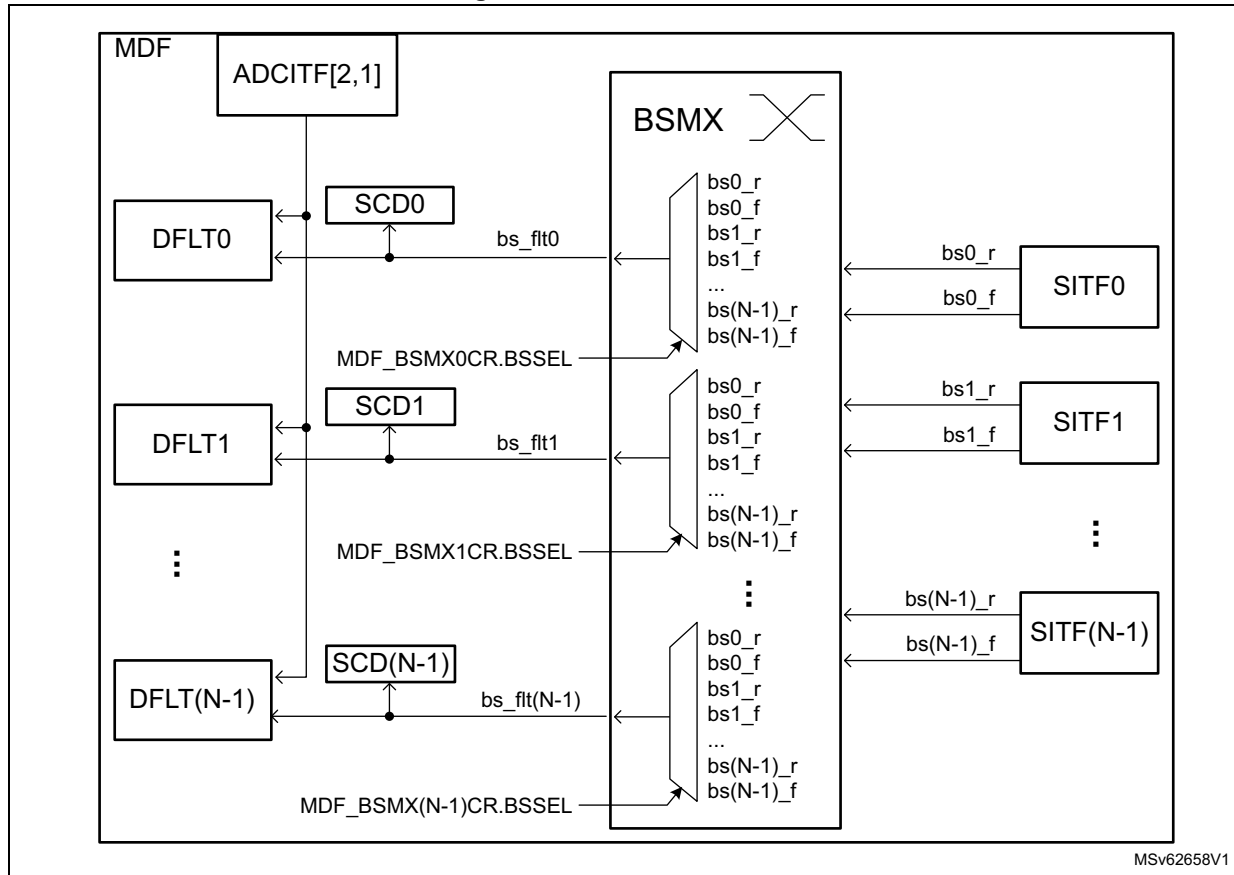 MDF
ADCITF[2,1]
BSMX
DFLT0
SCD0
bs_flt0
bs0_r
bs0_f
bs1_r
bs1_f
...
bs(N-1)_r
bs(N-1)_f
MDF_BSMX0CR.BSSEL
bs0_r
bs0_f
SITF0
DFLT1
SCD1
bs_flt1
bs0_r
bs0_f
bs1_r
bs1_f
...
bs(N-1)_r
bs(N-1)_f
MDF_BSMX1CR.BSSEL
bs1_r
bs1_f
SITF1
...
...
...
DFLT(N-1)
SCD(N-1)
bs_flt(N-1)
bs0_r
bs0_f
bs1_r
bs1_f
...
bs(N-1)_r
bs(N-1)_f
MDF_BSMX(N-1)CR.BSSEL
bs(N-1)_r
bs(N-1)_f
SITF(N-1)
MSv62658V1